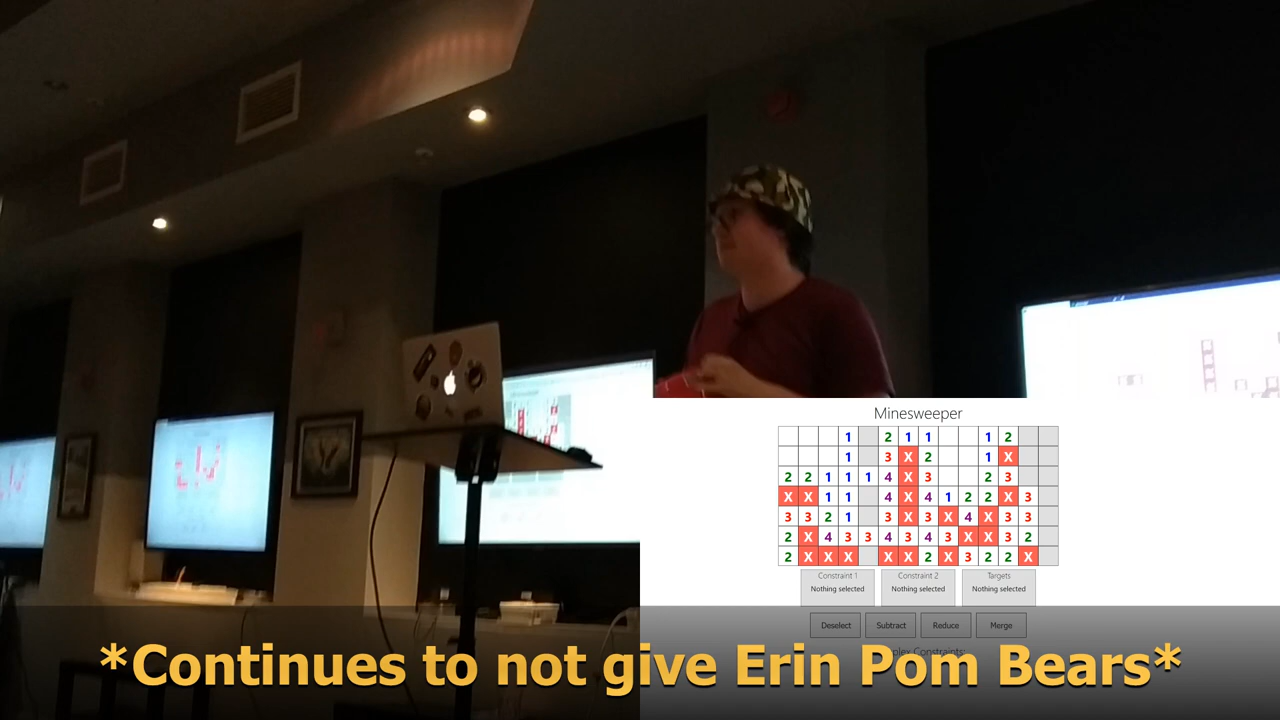 Minesweeper
1 2 1 1 1 2
1 3 X 2 1 X
2 2 1 1 1 4 X 3 2 3
X X 1 1 4 X 4 1 2 2 X 3
3 3 2 1 3 X 3 X 4 X 3 3
2 X 4 3 3 4 3 4 3 X X 3 2
2 X X X X X 2 X 3 2 2 X
Constraint 1 Constraint 2 Targets
Nothing selected Nothing selected Nothing selected
Deselect Subtract Reduce Merge
*Continues to not give Erin Pom Bears*